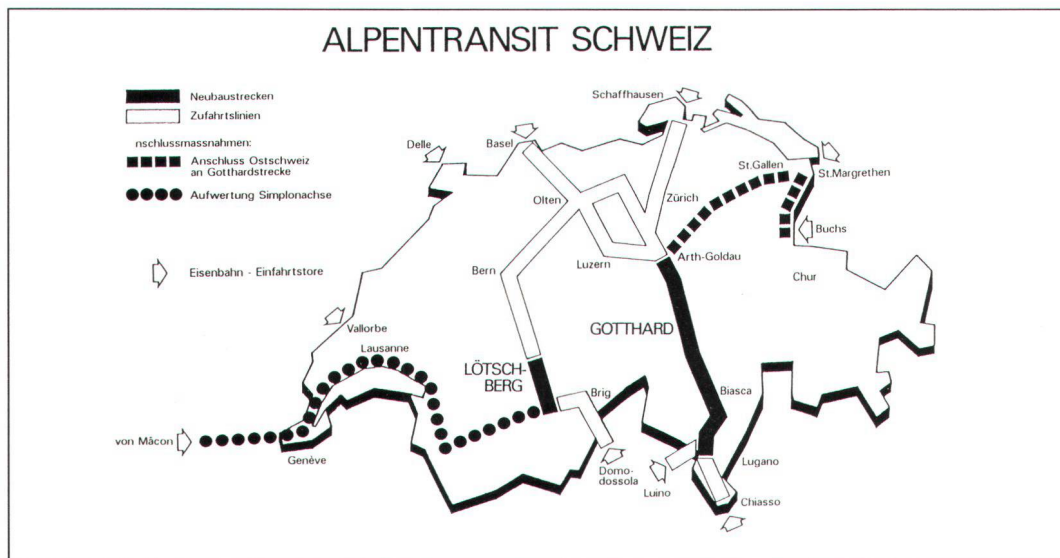 ALPENTRANSIT SCHWEIZ
Neubaustrecken
Zufahrtslinien
nschlussmassnahmen:
Anschluss Ostschweiz
an Gotthardstrecke
Aufwertung Simplonachse
Eisenbahn - Einfahrtstore
Schaffhausen
Delle
Basel
St.Gallen
St.Margrethen
Olten
Zürich
Buchs
Bern
Luzern
Arth-Goldau
Chur
Vallorbe
Lausanne
GOTTHARD
LÖTSCH-
BERG
Brig
Biasca
von Mâcon
Genève
Domo-
dossola
Luino
Lugano
Chiasso